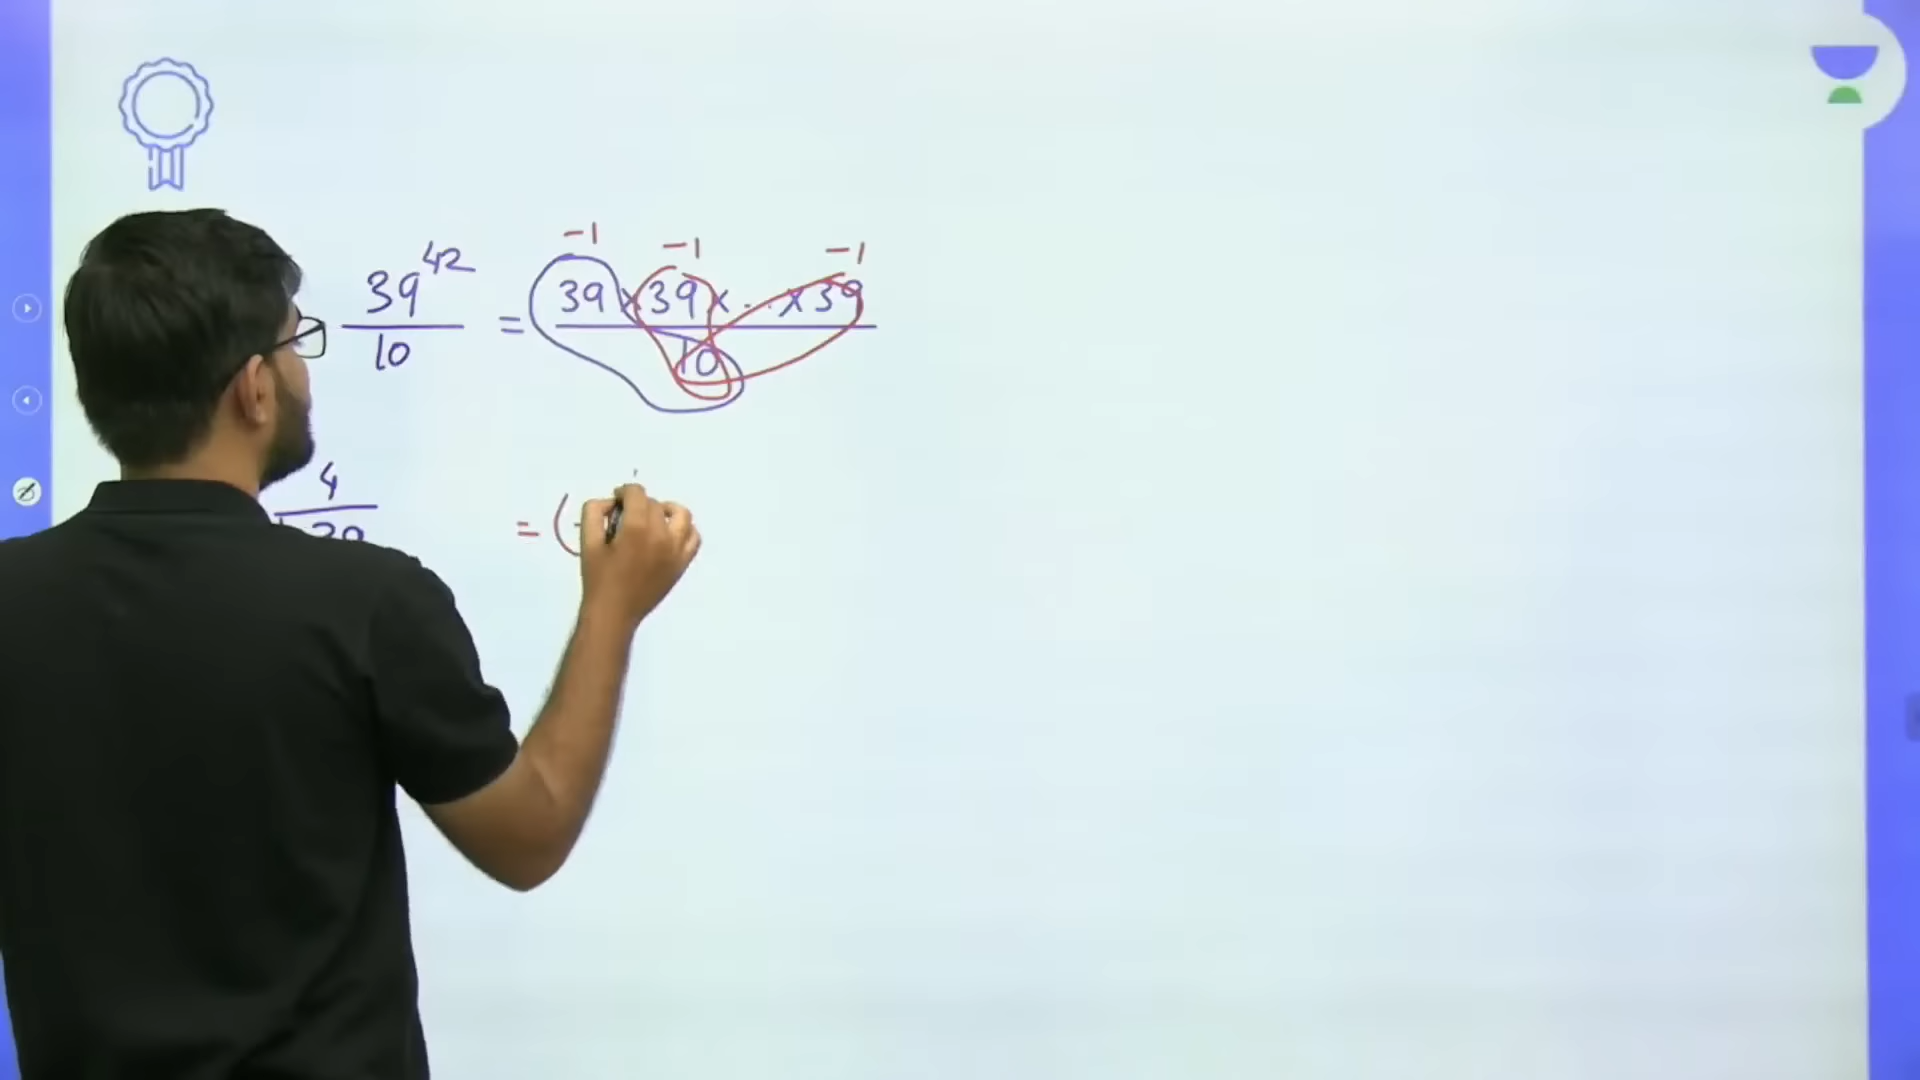 -1 -1 -1
39^42 / 10 = 39 × 39 × . . × 39 / 10
4
= (